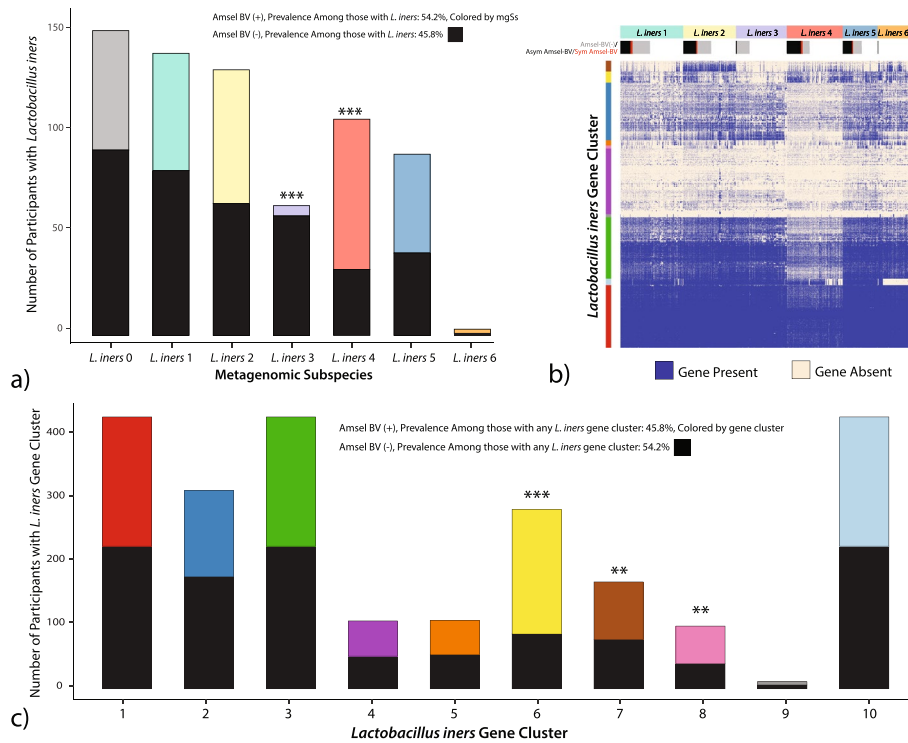 Amsel BV (+), Prevalence Among those with L. iners: 54.2%, Colored by mgSs
Amsel BV (-), Prevalence Among those with L. iners: 45.8%
Number of Participants with Lactobacillus iners
150
100
50
0
***
***
L. iners 0 L. iners 1 L. iners 2 L. iners 3 L. iners 4 L. iners 5 L. iners 6
Metagenomic Subspecies
a)
L. iners 1 L. iners 2 L. iners 3 L. iners 4 L. iners 5 L. iners 6
Amsel-BV(-)/
Asym Amsel-BV/Sym Amsel-BV
Lactobacillus iners Gene Cluster
Gene Present Gene Absent
b)
Amsel BV (+), Prevalence Among those with any L. iners gene cluster: 45.8%, Colored by gene cluster
Amsel BV (-), Prevalence Among those with any L. iners gene cluster: 54.2%
Number of Participants with L. iners Gene Cluster
400
300
200
100
0
***
**
**
1 2 3 4 5 6 7 8 9 10
Lactobacillus iners Gene Cluster
c)